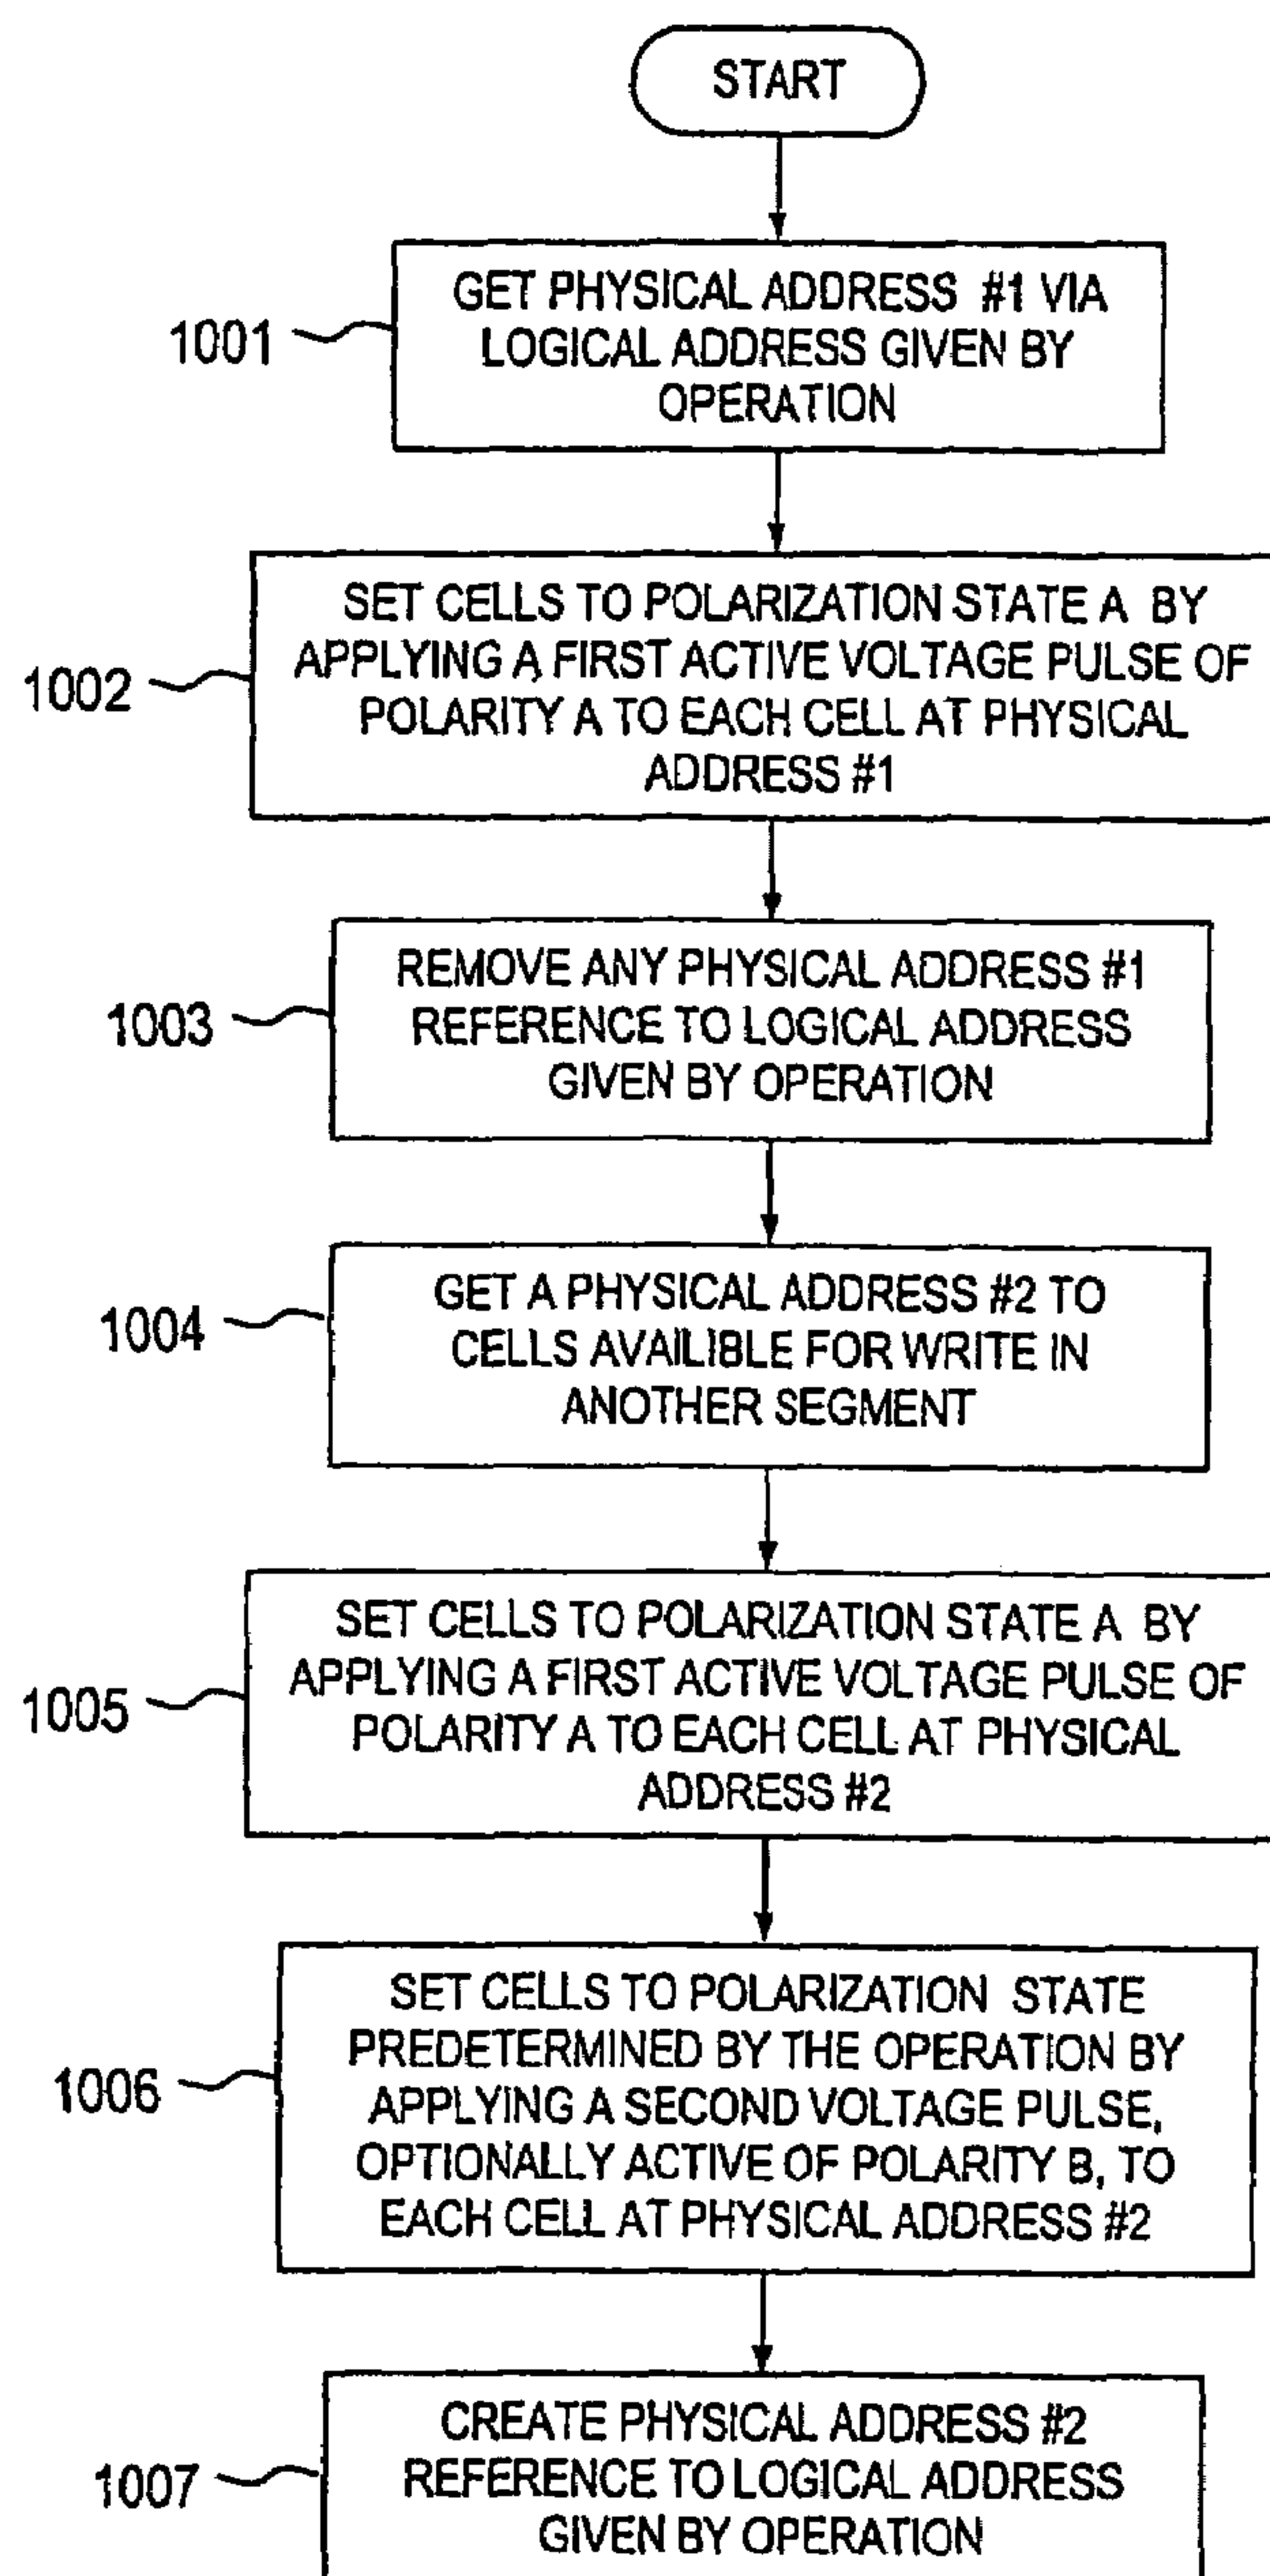 START
1001
GET PHYSICAL ADDRESS #1 VIA
LOGICAL ADDRESS GIVEN BY
OPERATION
1002
SET CELLS TO POLARIZATION STATE A BY
APPLYING A FIRST ACTIVE VOLTAGE PULSE OF
POLARITY A TO EACH CELL AT PHYSICAL
ADDRESS #1
1003
REMOVE ANY PHYSICAL ADDRESS #1
REFERENCE TO LOGICAL ADDRESS
GIVEN BY OPERATION
1004
GET A PHYSICAL ADDRESS #2 TO
CELLS AVAILIBLE FOR WRITE IN
ANOTHER SEGMENT
1005
SET CELLS TO POLARIZATION STATE A BY
APPLYING A FIRST ACTIVE VOLTAGE PULSE OF
POLARITY A TO EACH CELL AT PHYSICAL
ADDRESS #2
1006
SET CELLS TO POLARIZATION STATE
PREDETERMINED BY THE OPERATION BY
APPLYING A SECOND VOLTAGE PULSE,
OPTIONALLY ACTIVE OF POLARITY B, TO
EACH CELL AT PHYSICAL ADDRESS #2
1007
CREATE PHYSICAL ADDRESS #2
REFERENCE TO LOGICAL ADDRESS
GIVEN BY OPERATION